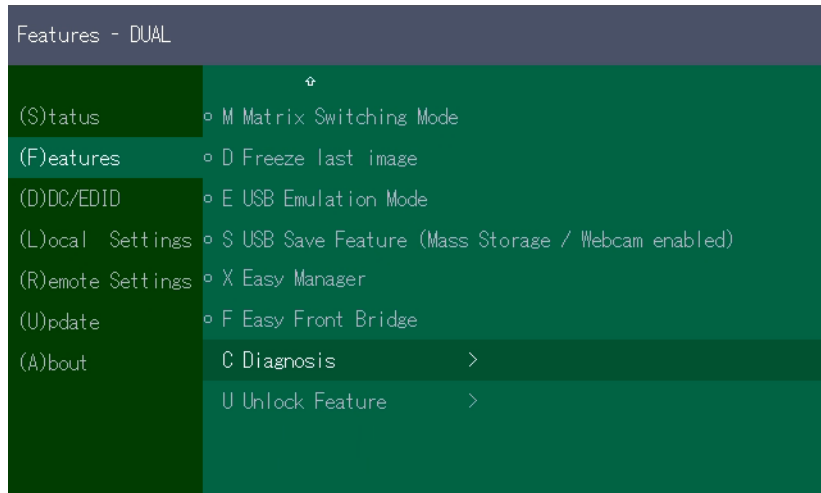 Features - DUAL
⇧
(S)tatus
(F)eatures
(D)DC/EDID
(L)ocal Settings
(R)emote Settings
(U)pdate
(A)bout
M Matrix Switching Mode
D Freeze last image
E USB Emulation Mode
S USB Save Feature (Mass Storage / Webcam enabled)
X Easy Manager
F Easy Front Bridge
C Diagnosis >
U Unlock Feature >